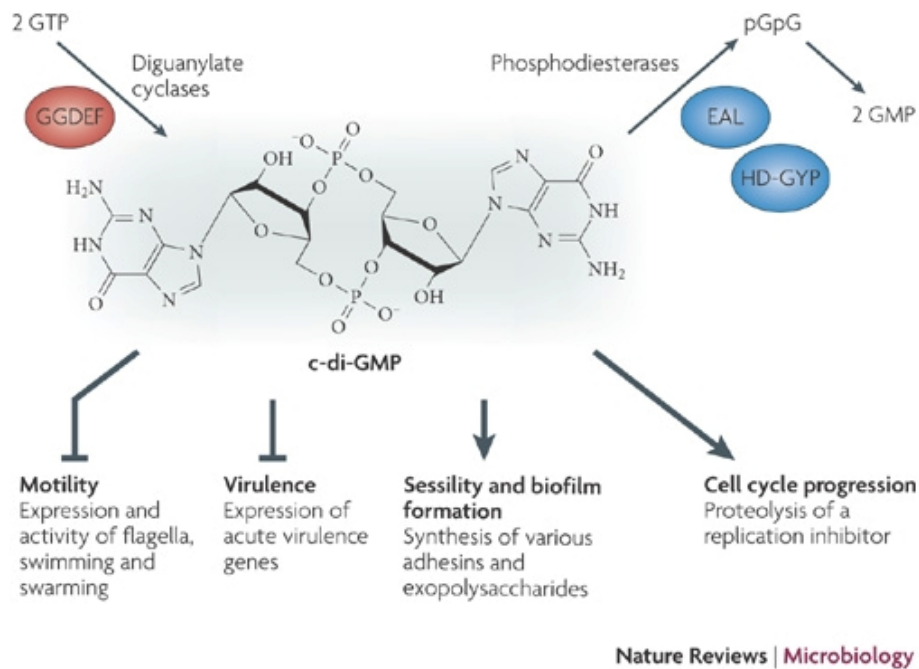 2 GTP
pGpG
Diguanylate
cyclases
Phosphodiesterases
GGDEF
EAL
2 GMP
HD-GYP
O
-O
P
OH
O
O
O
N
O
H2N
N
N
O
O
N
NH
HN
N
O
O
N
NH2
O
N
O
P
O-
OH
O
c-di-GMP
Motility
Expression and
activity of flagella,
swimming and
swarming
Virulence
Expression of
acute virulence
genes
Sessility and biofilm
formation
Synthesis of various
adhesins and
exopolysaccharides
Cell cycle progression
Proteolysis of a
replication inhibitor
Nature Reviews | Microbiology